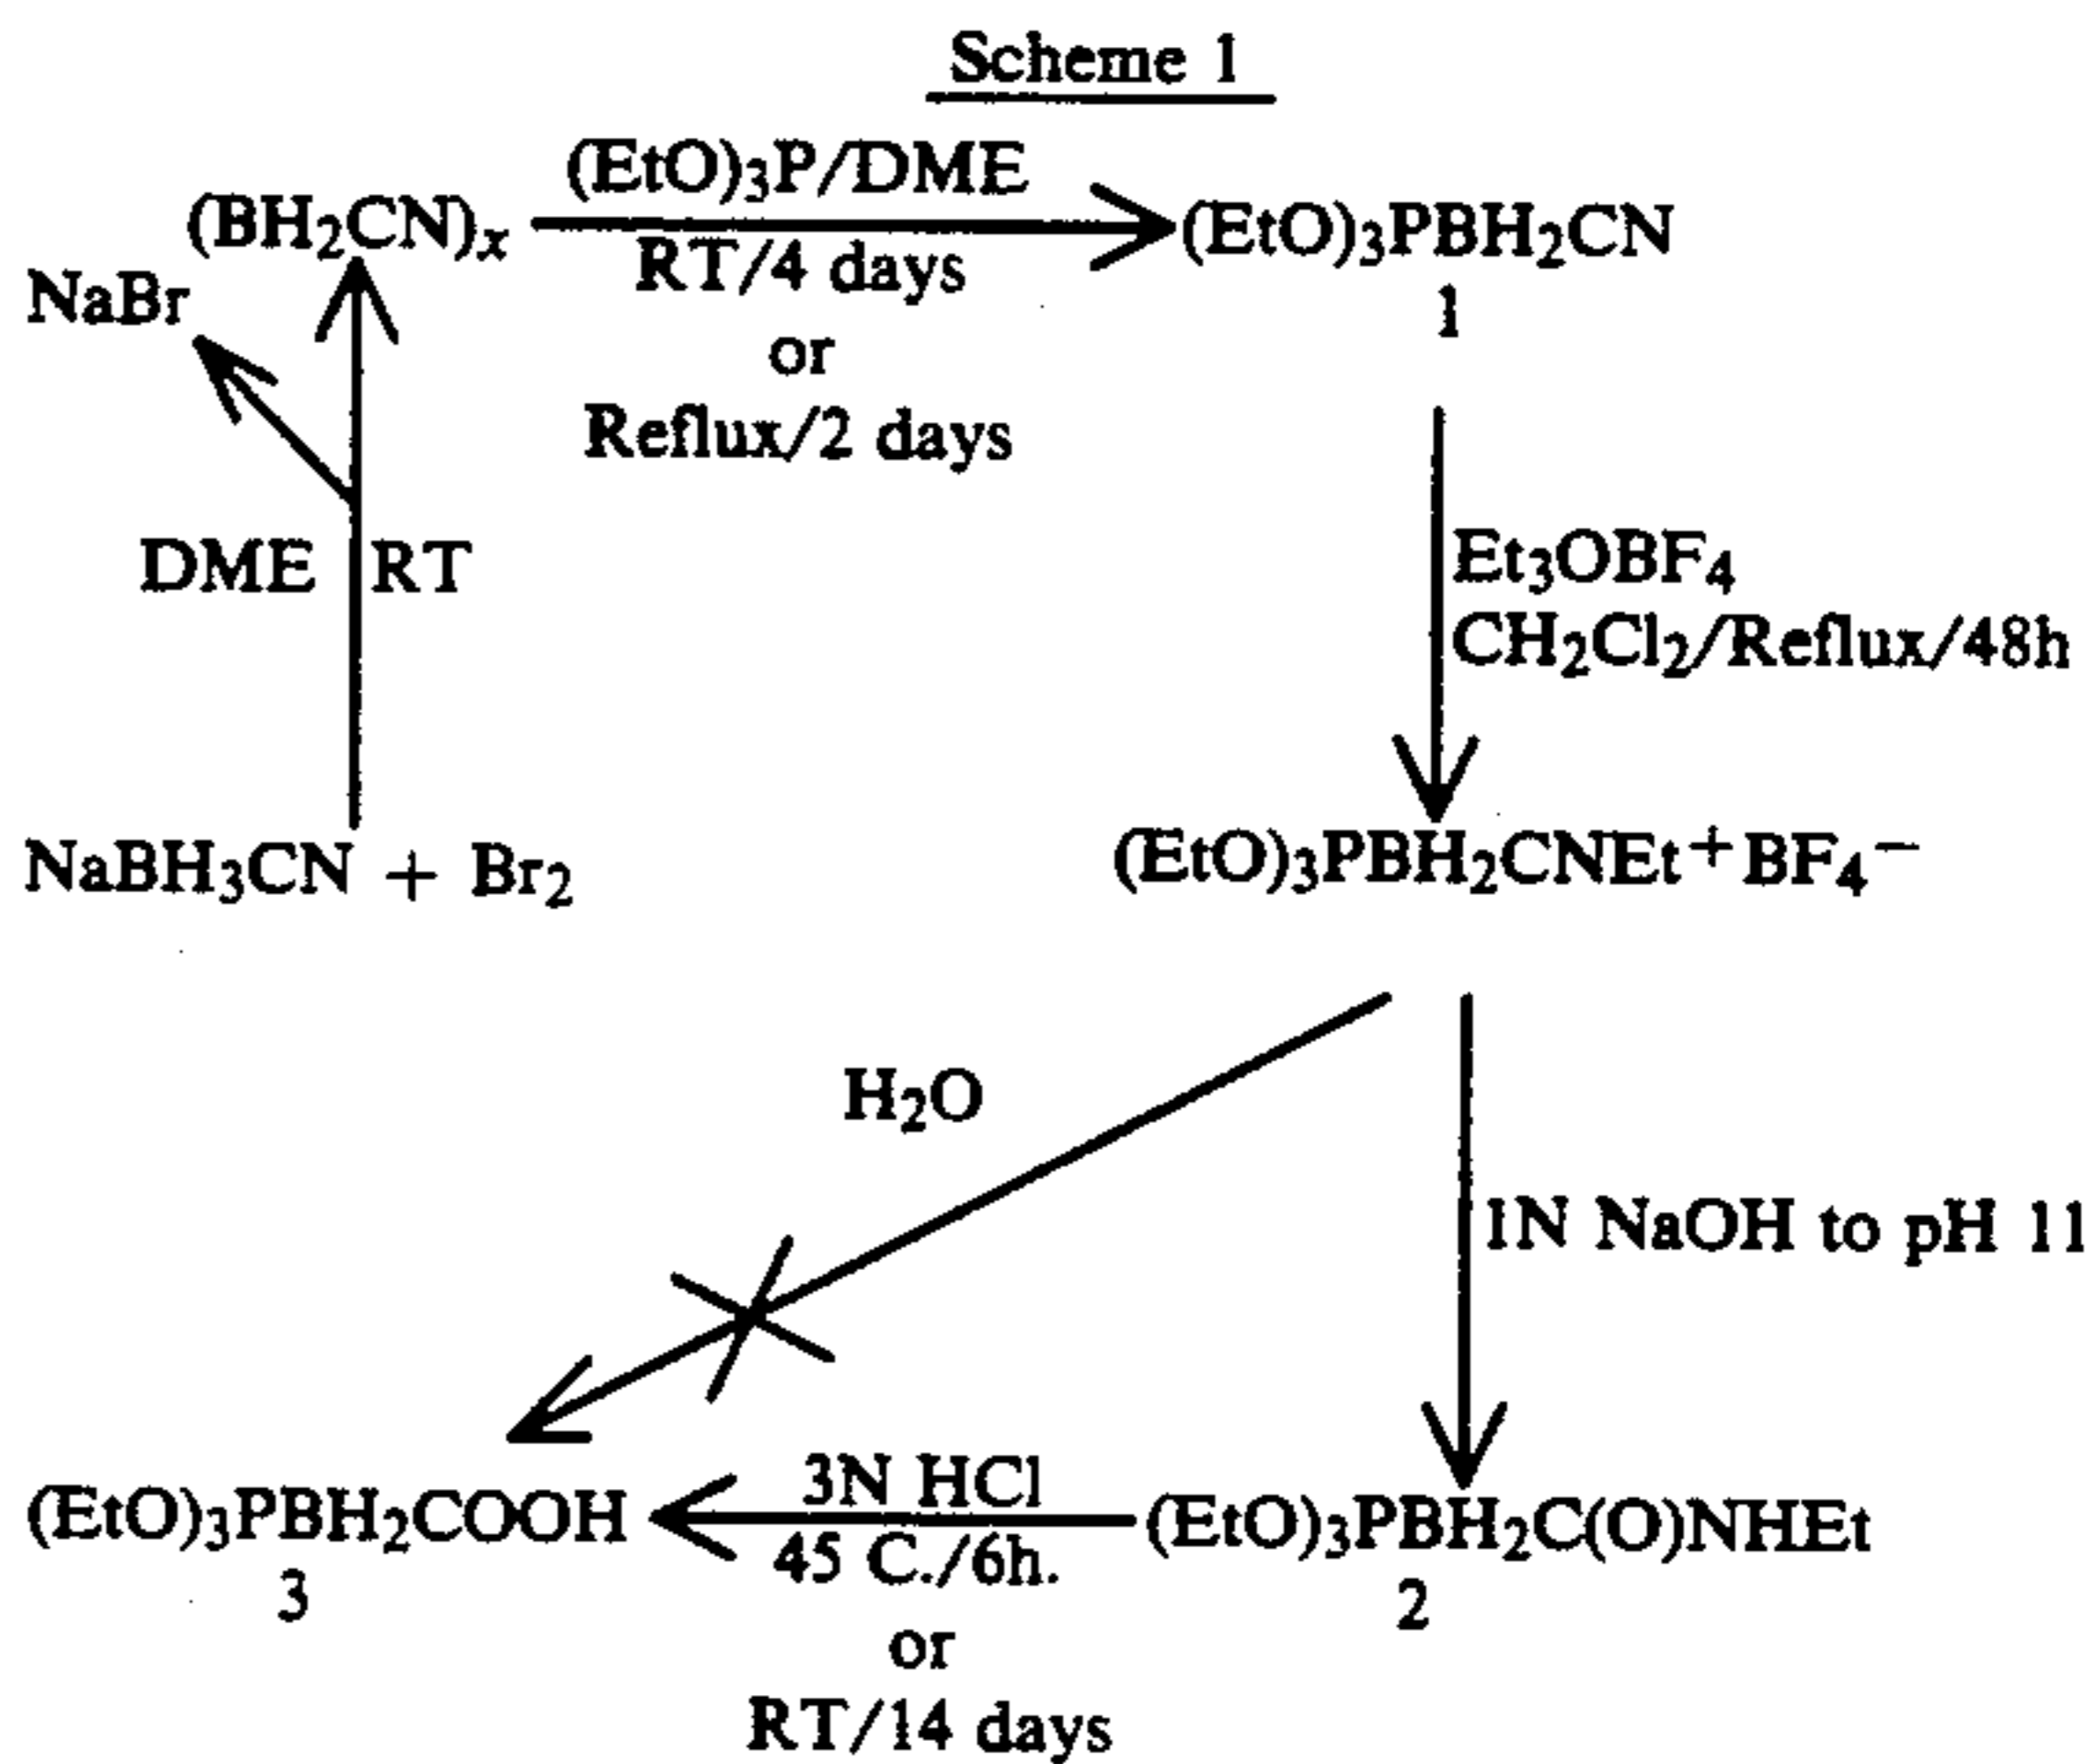 Scheme 1
(EtO)₃P/DME
(BH₂CN)ₓ
(EtO)₃PBH₂CN
RT/4 days
NaBr
1
or
Reflux/2 days
DME RT
Et₃OBF₄
CH₂Cl₂/Reflux/48h
NaBH₃CN + Br₂
(EtO)₃PBH₂CNEt⁺BF₄⁻
H₂O
1N NaOH to pH 11
3N HCl
(EtO)₃PBH₂COOH
(EtO)₃PBH₂C(O)NHEt
45 C./6h.
3
2
or
RT/14 days